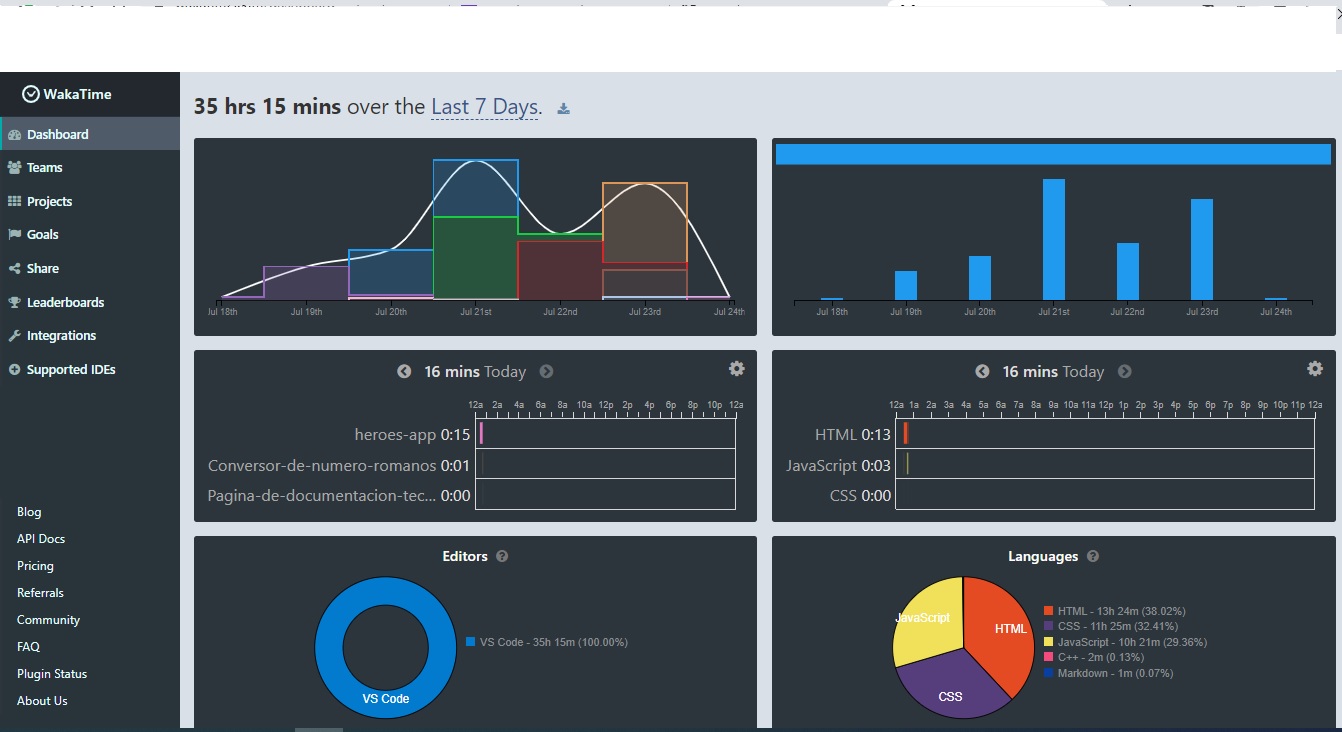 WakaTime
Dashboard
Teams
Projects
Goals
Share
Leaderboards
Integrations
Supported IDEs
Blog
API Docs
Pricing
Referrals
Community
FAQ
Plugin Status
About Us
35 hrs 15 mins over the Last 7 Days.
Jul 18th Jul 19th Jul 20th Jul 21st Jul 22nd Jul 23rd Jul 24th
Jul 18th Jul 19th Jul 20th Jul 21st Jul 22nd Jul 23rd Jul 24th
16 mins Today
12a 2a 4a 6a 8a 10a 12p 2p 4p 6p 8p 10p 12a
heroes-app 0:15
Conversor-de-numero-romanos 0:01
Pagina-de-documentacion-tec... 0:00
16 mins Today
12a 1a 2a 3a 4a 5a 6a 7a 8a 9a 10a 11a 12p 1p 2p 3p 4p 5p 6p 7p 8p 9p 10p 11p 12a
HTML 0:13
JavaScript 0:03
CSS 0:00
Editors
VS Code
VS Code - 35h 15m (100.00%)
Languages
JavaScript
HTML
CSS
HTML - 13h 24m (38.02%)
CSS - 11h 25m (32.41%)
JavaScript - 10h 21m (29.36%)
C++ - 2m (0.13%)
Markdown - 1m (0.07%)